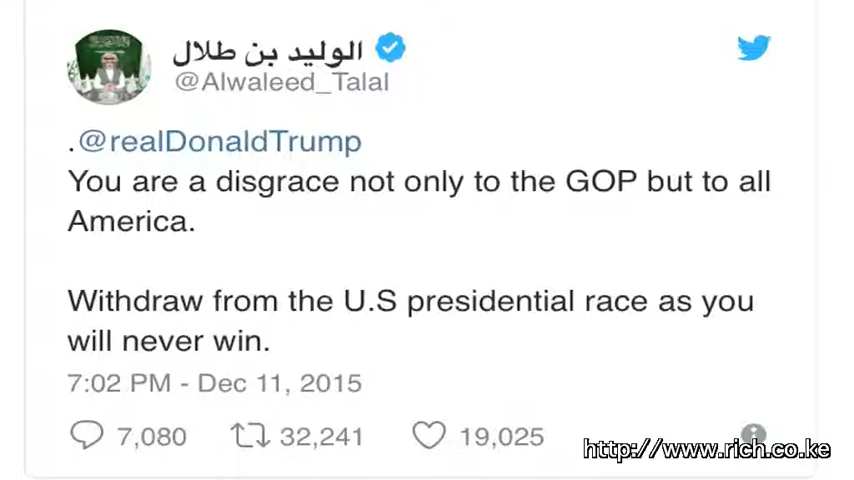 الوليد بن طلال
@Alwaleed_Talal
.@realDonaldTrump
You are a disgrace not only to the GOP but to all
America.
Withdraw from the U.S presidential race as you
will never win.
7:02 PM - Dec 11, 2015
7,080 32,241 19,025
http://www.rich.co.ke